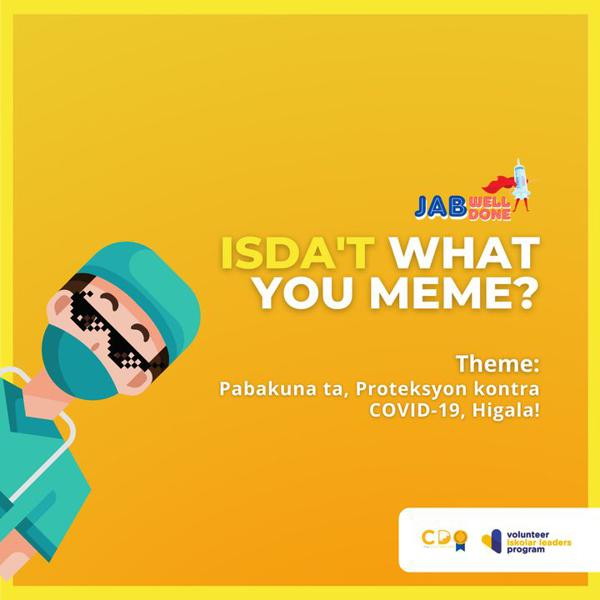 JAB WELL DONE
ISDA'T WHAT
YOU MEME?
Theme:
Pabakuna ta, Proteksyon kontra
COVID-19, Higala!
CDO
volunteer
iskolar leaders
program